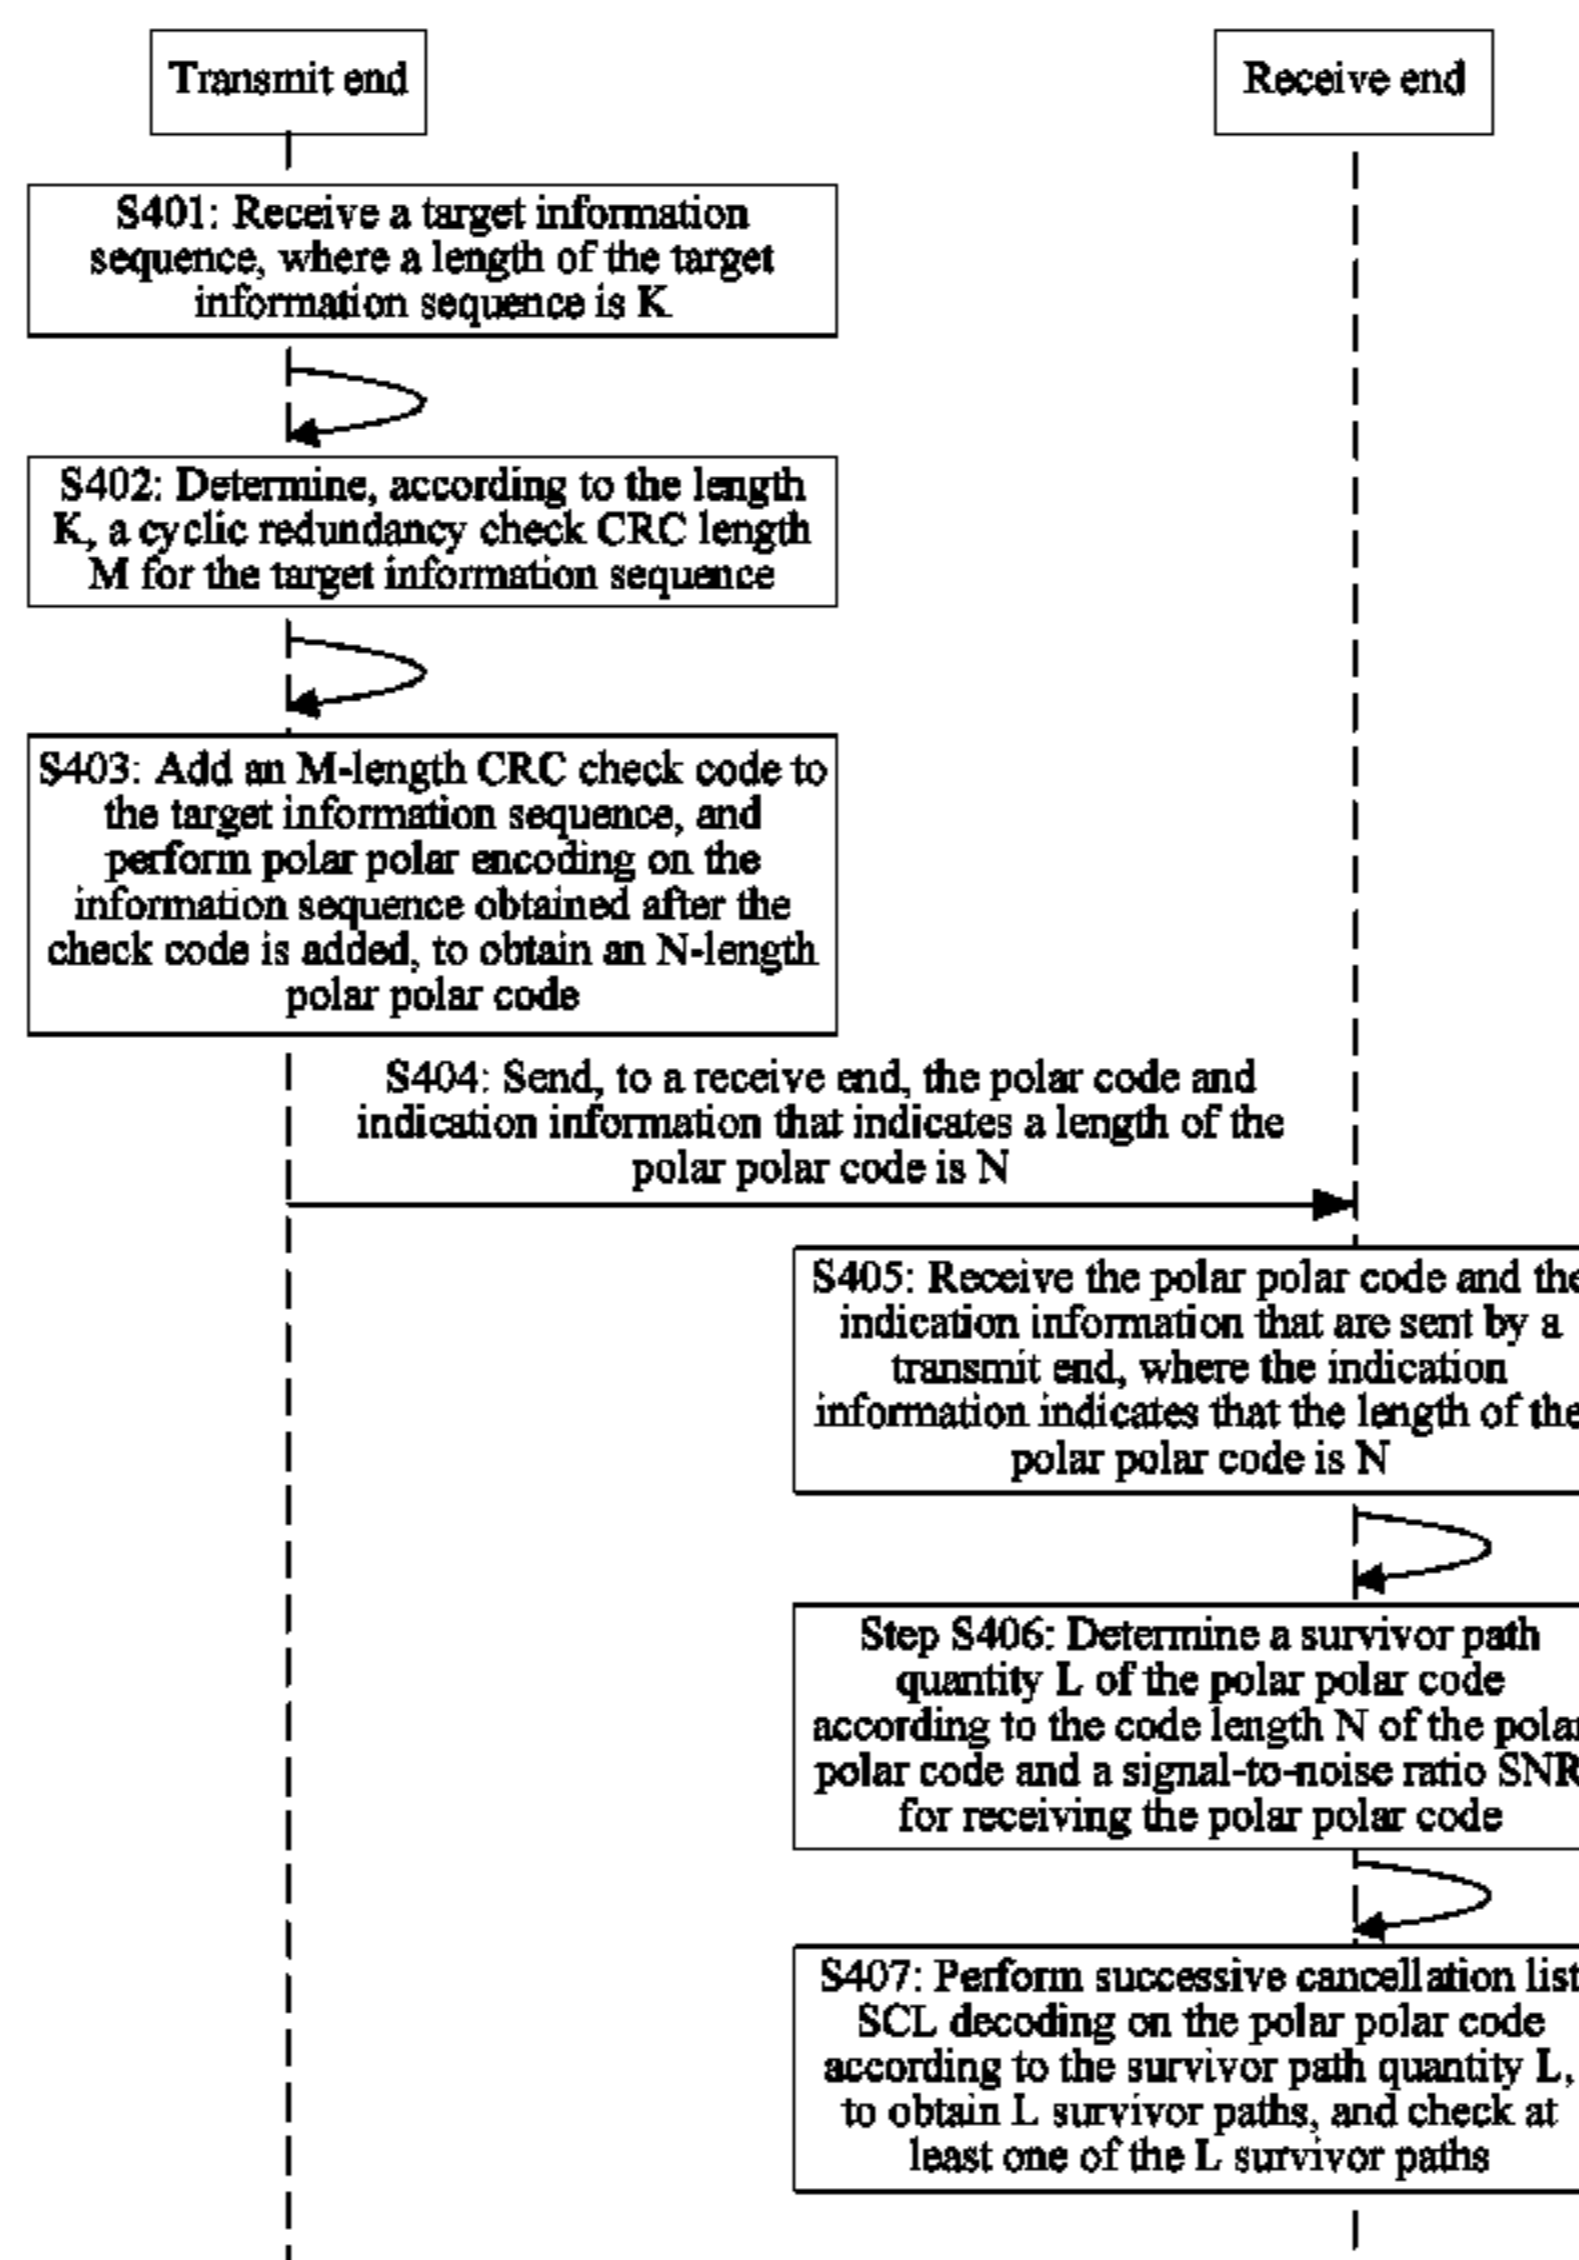 Transmit end
Receive end
S401: Receive a target information
sequence, where a length of the target
information sequence is K
S402: Determine, according to the length
K, a cyclic redundancy check CRC length
M for the target information sequence
S403: Add an M-length CRC check code to
the target information sequence, and
perform polar polar encoding on the
information sequence obtained after the
check code is added, to obtain an N-length
polar polar code
S404: Send, to a receive end, the polar code and
indication information that indicates a length of the
polar polar code is N
S405: Receive the polar polar code and the
indication information that are sent by a
transmit end, where the indication
information indicates that the length of the
polar polar code is N
Step S406: Determine a survivor path
quantity L of the polar polar code
according to the code length N of the polar
polar code and a signal-to-noise ratio SNR
for receiving the polar polar code
S407: Perform successive cancellation list
SCL decoding on the polar polar code
according to the survivor path quantity L,
to obtain L survivor paths, and check at
least one of the L survivor paths